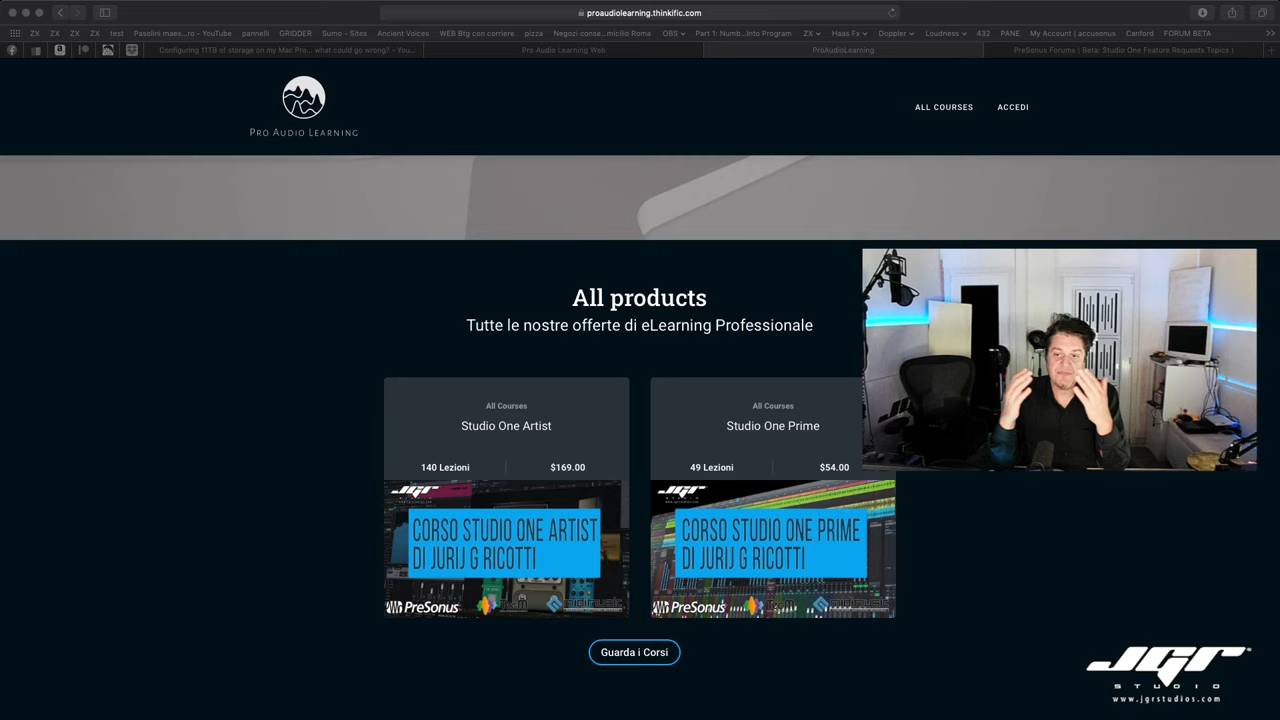 proaudiolearning.thinkific.com
ZX ZX ZX ZX test Pasolini maes...ro - YouTube pannelli GRIDDER Sumo - Sites Ancient Voices WEB Btg con corriere pizza Negozi conse...micilio Roma OBS Part 1: Numb...Into Program ZX Haas Fx Doppler Loudness 432 PANE My Account | accusonus Canford FORUM BETA
Configuring 11TB of storage on my Mac Pro... what could go wrong? - You... Pro Audio Learning Web ProAudioLearning PreSonus Forums | Beta: Studio One Feature Requests Topics |
PRO AUDIO LEARNING
ALL COURSES ACCEDI
All products
Tutte le nostre offerte di eLearning Professionale
All Courses
Studio One Artist
140 Lezioni $169.00
JGR
STUDIO
CORSO STUDIO ONE ARTIST
DI JURIJ G RICOTTI
PreSonus
midimusic
All Courses
Studio One Prime
49 Lezioni $54.00
JGR
STUDIO
CORSO STUDIO ONE PRIME
DI JURIJ G RICOTTI
PreSonus
midimusic
Guarda i Corsi
JGR
STUDIO
www.jgrstudios.com